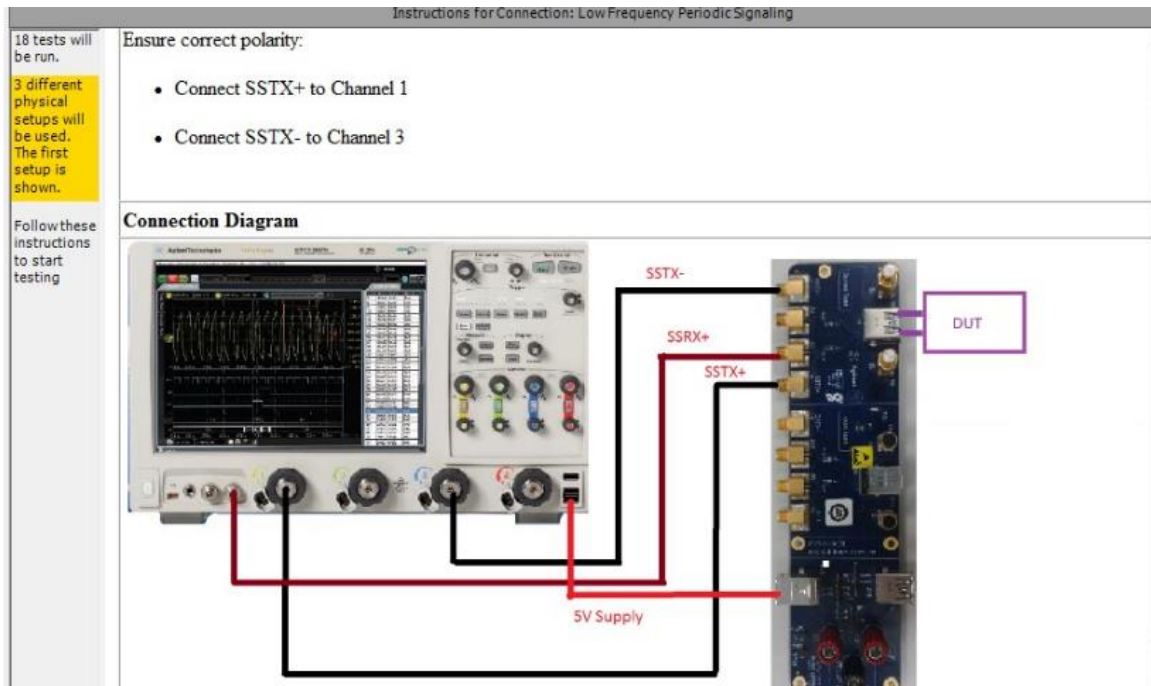 Instructions for Connection: Low Frequency Periodic Signaling
18 tests will
be run.
3 different
physical
setups will
be used.
The first
setup is
shown.
Follow these
instructions
to start
testing
Ensure correct polarity:
• Connect SSTX+ to Channel 1
• Connect SSTX- to Channel 3
Connection Diagram
Agilent Technologies
SSTX-
SSRX+
SSTX+
DUT
5V Supply